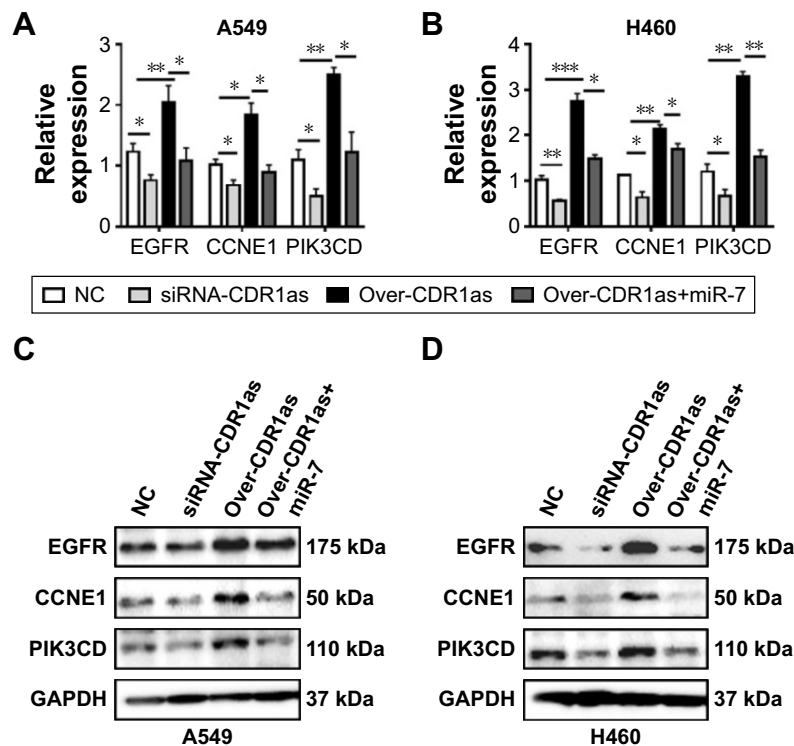 A
A549
Relative
expression
3
2
1
0
**
*
*
*
*
*
**
*
*
EGFR
CCNE1
PIK3CD
B
H460
Relative
expression
4
3
2
1
0
***
*
**
**
*
*
**
**
*
EGFR
CCNE1
PIK3CD
NC
siRNA-CDR1as
Over-CDR1as
Over-CDR1as+miR-7
C
NC
siRNA-CDR1as
Over-CDR1as
Over-CDR1as+
miR-7
EGFR 175 kDa
CCNE1 50 kDa
PIK3CD 110 kDa
GAPDH 37 kDa
A549
D
NC
siRNA-CDR1as
Over-CDR1as
Over-CDR1as+
miR-7
EGFR 175 kDa
CCNE1 50 kDa
PIK3CD 110 kDa
GAPDH 37 kDa
H460